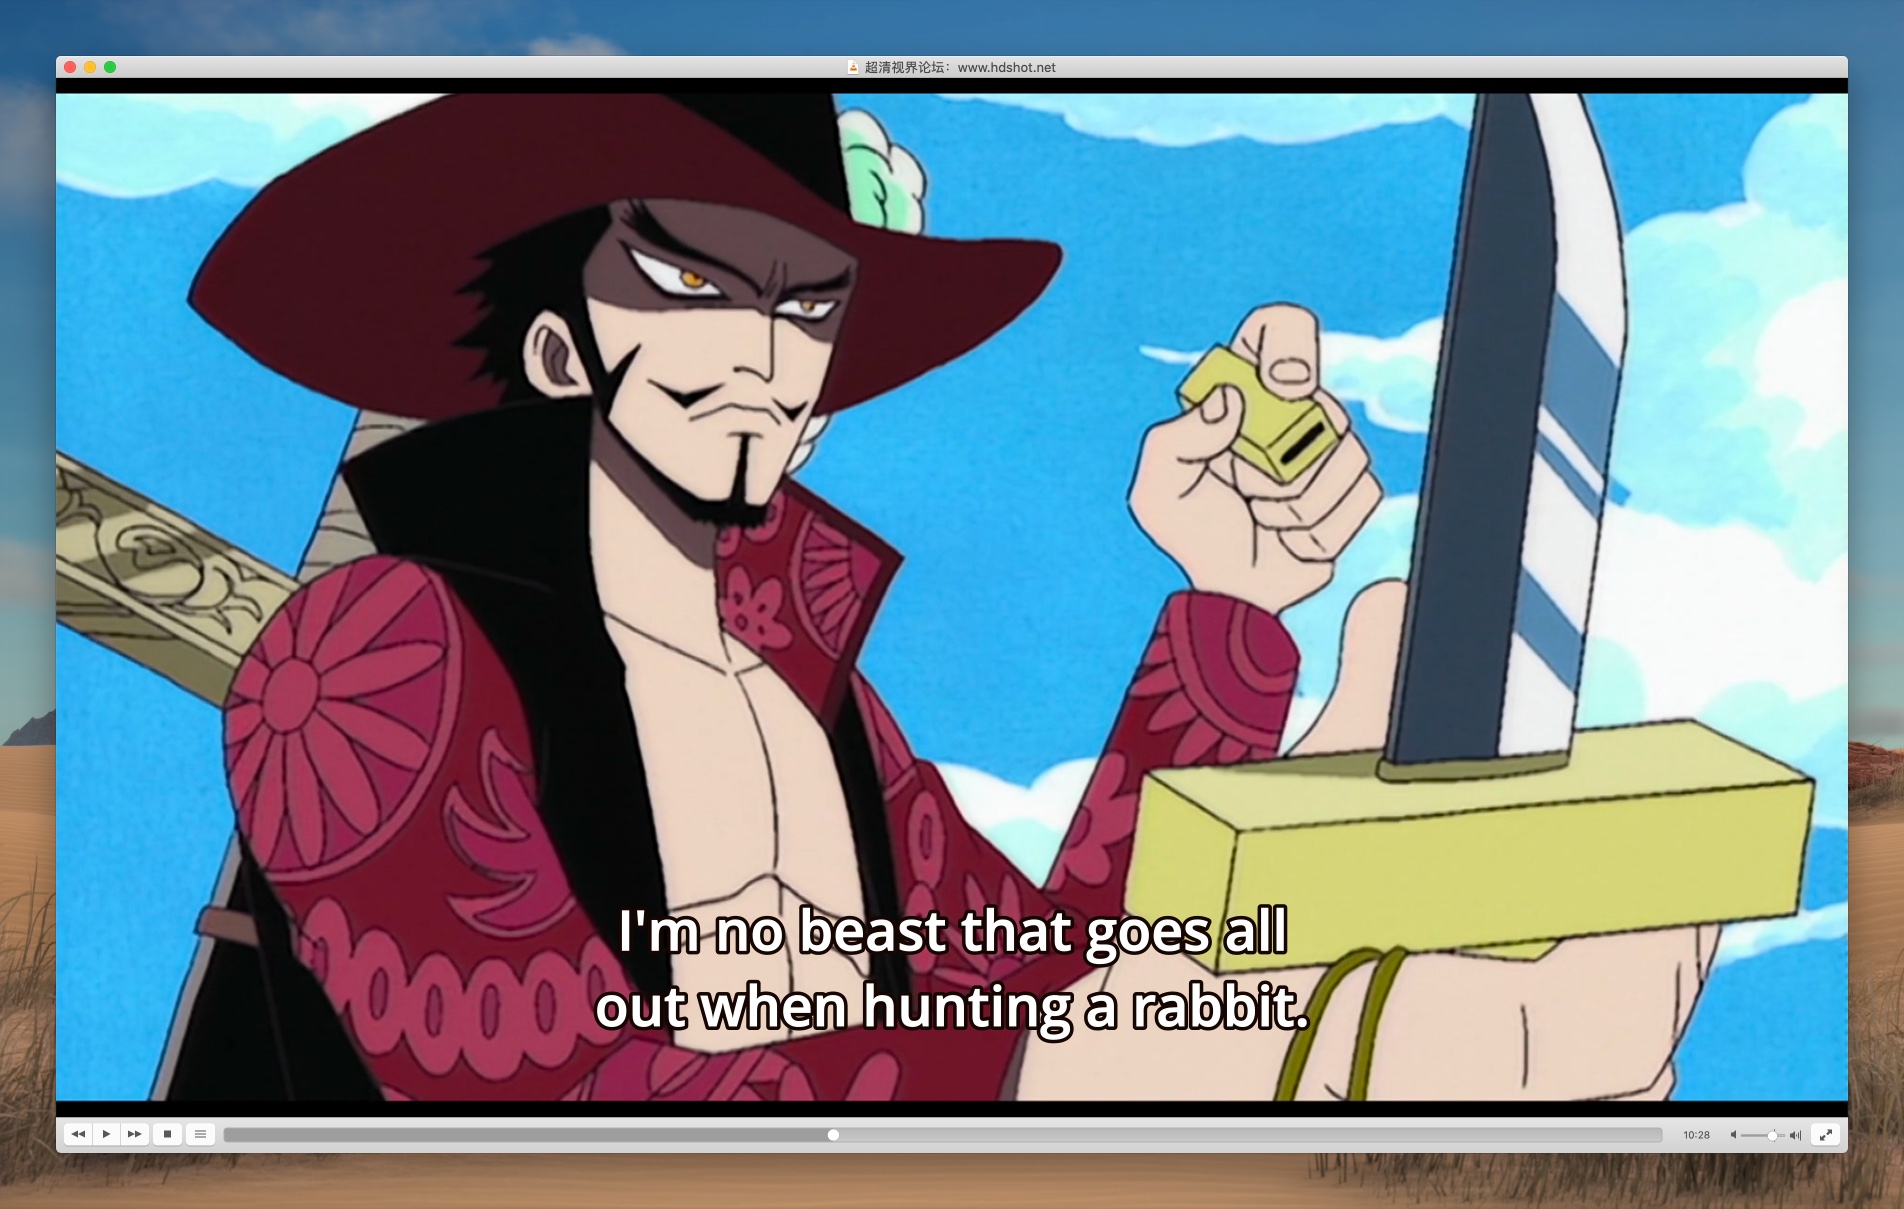 超清视界论坛：www.hdshot.net
I'm no beast that goes all
out when hunting a rabbit.
10:28